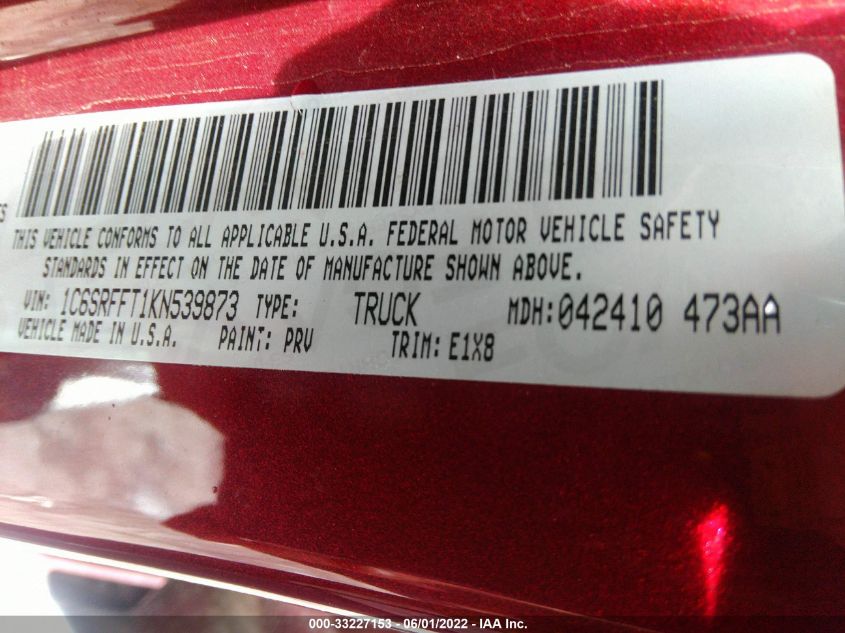 ES
THIS VEHICLE CONFORMS TO ALL APPLICABLE U.S.A. FEDERAL MOTOR VEHICLE SAFETY
STANDARDS IN EFFECT ON THE DATE OF MANUFACTURE SHOWN ABOVE.
VIN: 1C6SRFFT1KN539873 TYPE: TRUCK MDH:042410 473AA
VEHICLE MADE IN U.S.A. PAINT: PRV TRIM: E1X8
000-33227153 - 06/01/2022 - IAA Inc.